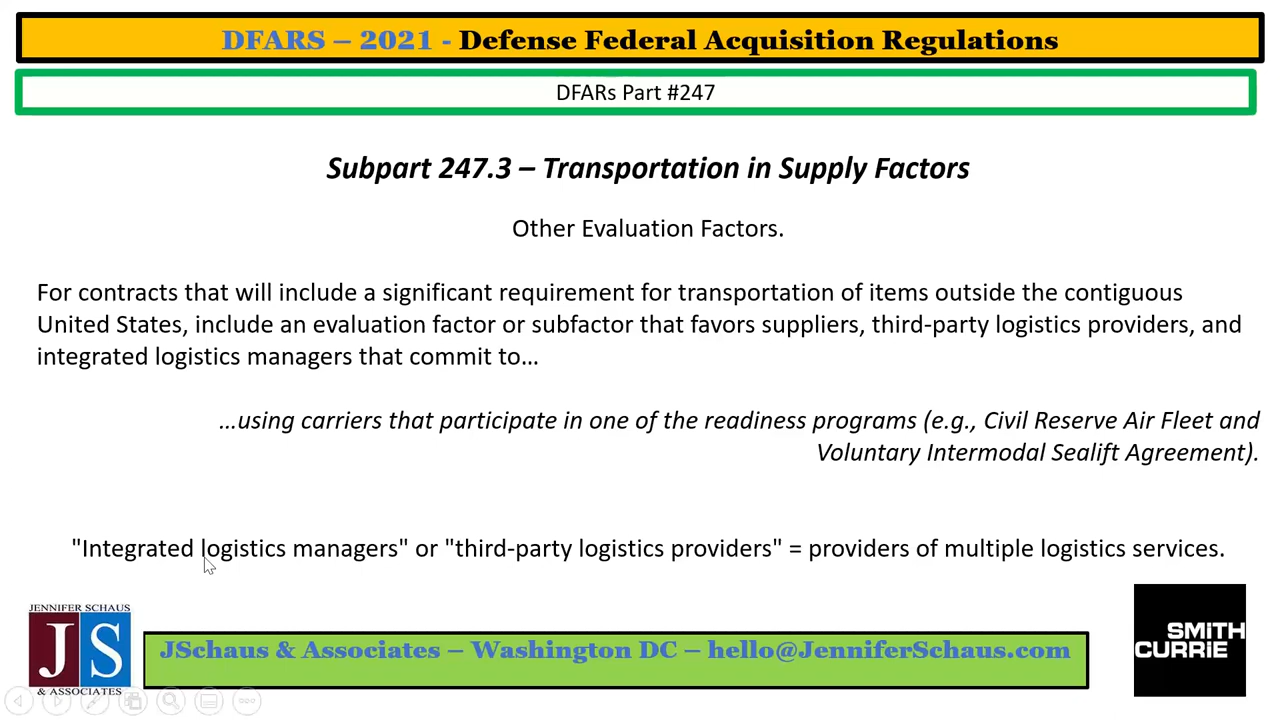 DFARS – 2021 - Defense Federal Acquisition Regulations
DFARs Part #247
Subpart 247.3 – Transportation in Supply Factors
Other Evaluation Factors.
For contracts that will include a significant requirement for transportation of items outside the contiguous
United States, include an evaluation factor or subfactor that favors suppliers, third-party logistics providers, and
integrated logistics managers that commit to…
…using carriers that participate in one of the readiness programs (e.g., Civil Reserve Air Fleet and
Voluntary Intermodal Sealift Agreement).
"Integrated logistics managers" or "third-party logistics providers" = providers of multiple logistics services.
JENNIFER SCHAUS
JS
& ASSOCIATES
JSchaus & Associates – Washington DC – hello@JenniferSchaus.com
SMITH
CURRIE